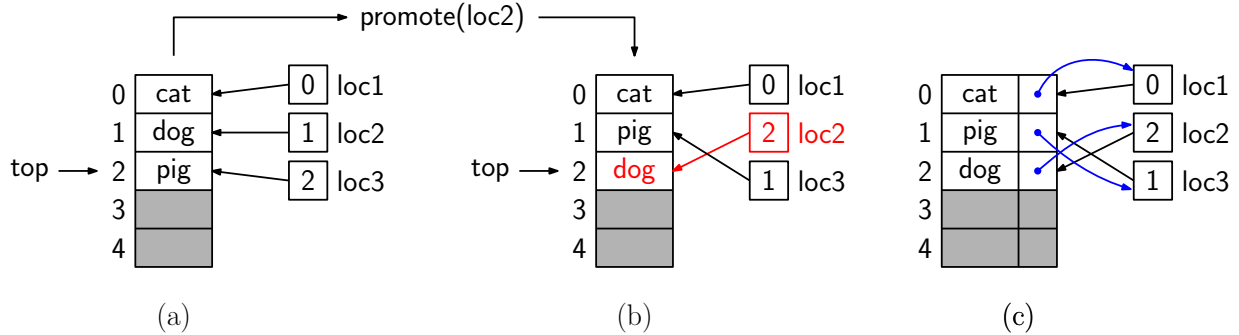 promote(loc2)
0 cat 0 loc1
1 dog 1 loc2
top 2 pig 2 loc3
3
4
(a)
0 cat 0 loc1
1 pig 2 loc2
top 2 dog 1 loc3
3
4
(b)
0 cat 0 loc1
1 pig 2 loc2
2 dog 1 loc3
3
4
(c)